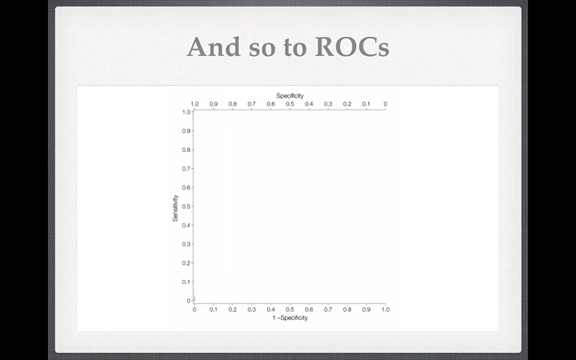 And so to ROCs
Specificity
1.0 0.9 0.8 0.7 0.6 0.5 0.4 0.3 0.2 0.1 0
1.0
0.9
0.8
0.7
0.6
Sensitivity
0.5
0.4
0.3
0.2
0.1
0
0 0.1 0.2 0.3 0.4 0.5 0.6 0.7 0.8 0.9 1.0
1 –Specificity